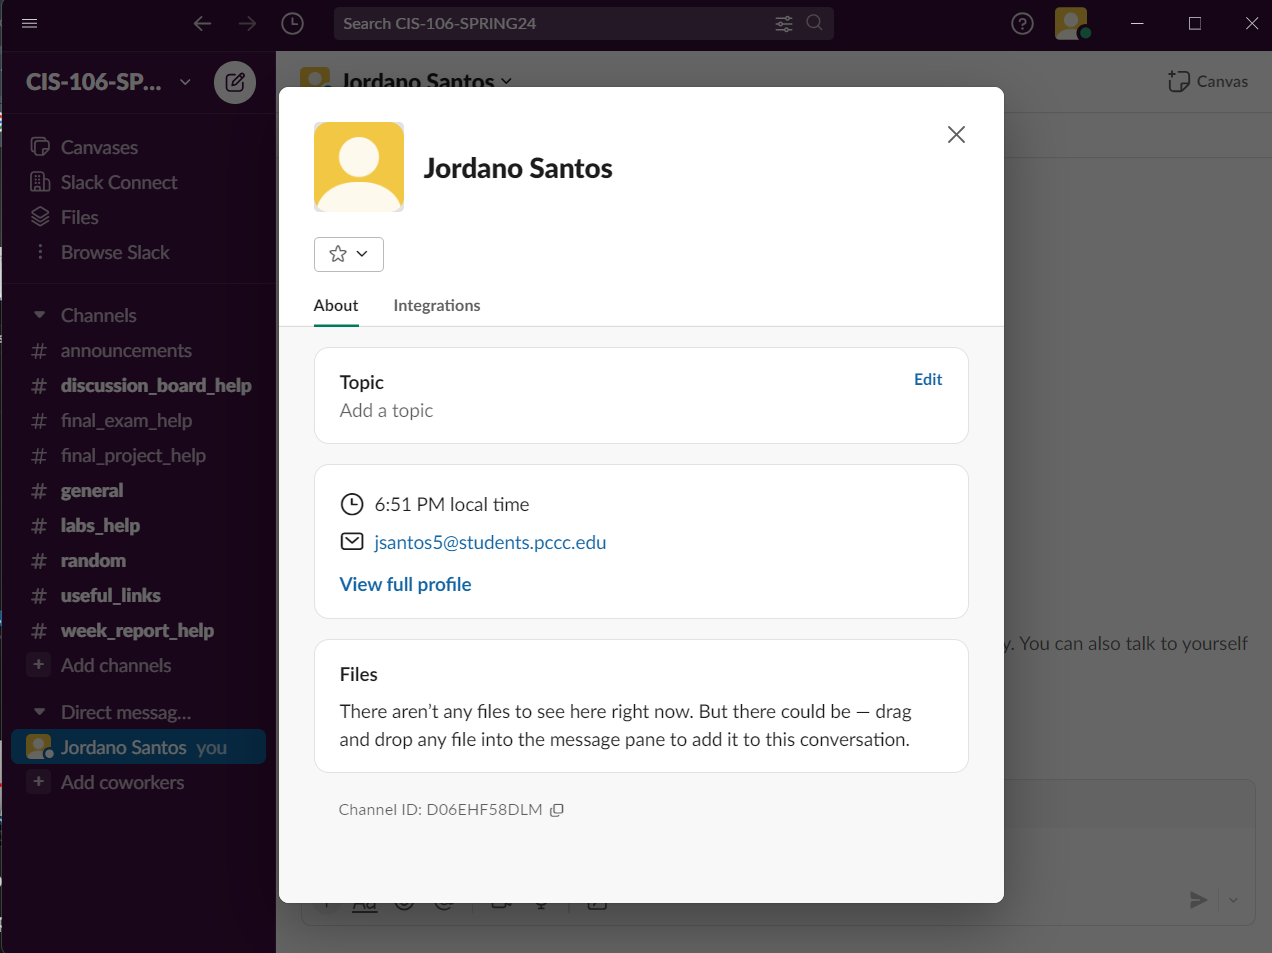 Search CIS-106-SPRING24
CIS-106-SP...
Canvases
Slack Connect
Files
Browse Slack
Channels
# announcements
# discussion_board_help
# final_exam_help
# final_project_help
# general
# labs_help
# random
# useful_links
# week_report_help
+ Add channels
Direct messag...
Jordano Santos you
+ Add coworkers
Jordano Santos
Canvas
Jordano Santos
About Integrations
Topic
Edit
Add a topic
6:51 PM local time
jsantos5@students.pccc.edu
View full profile
Files
There aren’t any files to see here right now. But there could be — drag
and drop any file into the message pane to add it to this conversation.
Channel ID: D06EHF58DLM
y. You can also talk to yourself
Aa